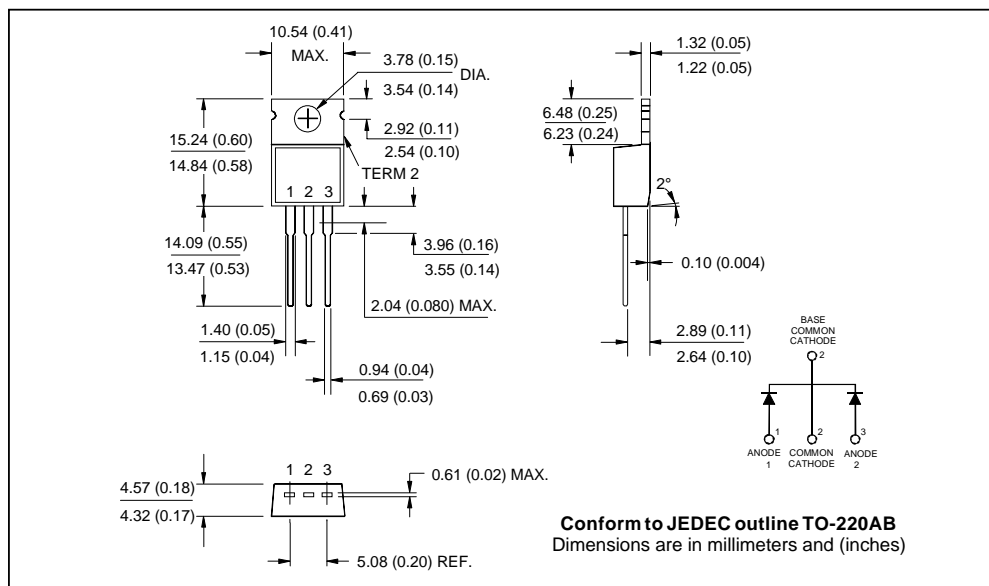 10.54 (0.41)
MAX.
3.78 (0.15)
3.54 (0.14)
DIA.
1.32 (0.05)
1.22 (0.05)
15.24 (0.60)
14.84 (0.58)
2.92 (0.11)
2.54 (0.10)
TERM 2
6.48 (0.25)
6.23 (0.24)
1 2 3
2°
14.09 (0.55)
13.47 (0.53)
3.96 (0.16)
3.55 (0.14)
0.10 (0.004)
2.04 (0.080) MAX.
1.40 (0.05)
1.15 (0.04)
2.89 (0.11)
2.64 (0.10)
0.94 (0.04)
0.69 (0.03)
BASE
COMMON
CATHODE
2
1 2 3
ANODE COMMON ANODE
1 CATHODE 2
1 2 3
0.61 (0.02) MAX.
4.57 (0.18)
4.32 (0.17)
5.08 (0.20) REF.
Conform to JEDEC outline TO-220AB
Dimensions are in millimeters and (inches)